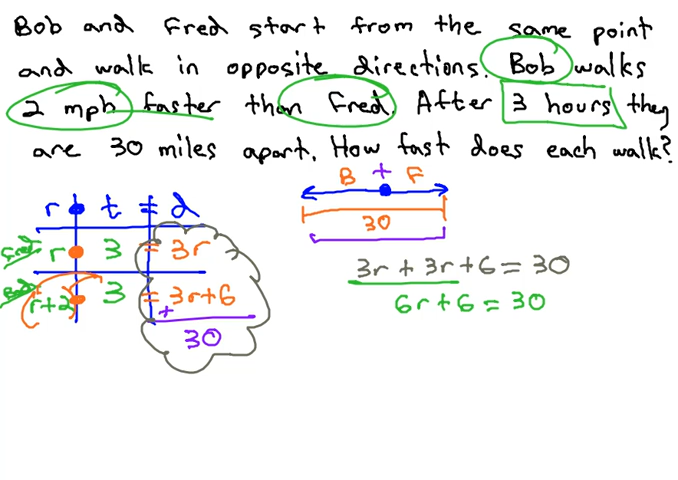 Bob and Fred start from the same point
and walk in opposite directions. Bob walks
2 mph faster than Fred. After 3 hours they
are 30 miles apart. How fast does each walk?
B + F
r • t = d
30
Fred r • 3 = 3r
3r + 3r + 6 = 30
Bob r+2 • 3 = 3r+6
6r + 6 = 30
+
30